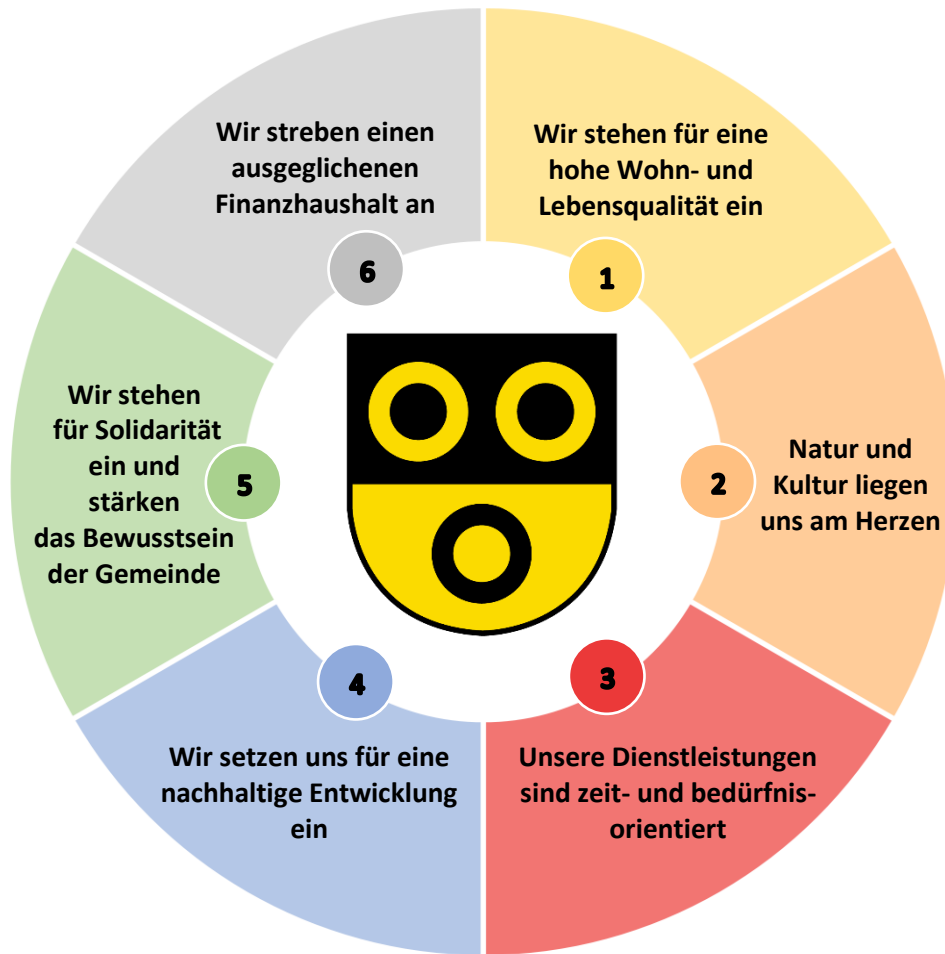 Wir stehen für eine
hohe Wohn- und
Lebensqualität ein
1
Natur und
Kultur liegen
uns am Herzen
2
Unsere Dienstleistungen
sind zeit- und bedürfnis-
orientiert
3
Wir setzen uns für eine
nachhaltige Entwicklung
ein
4
Wir stehen
für Solidarität
ein und
stärken
das Bewusstsein
der Gemeinde
5
Wir streben einen
ausgeglichenen
Finanzhaushalt an
6